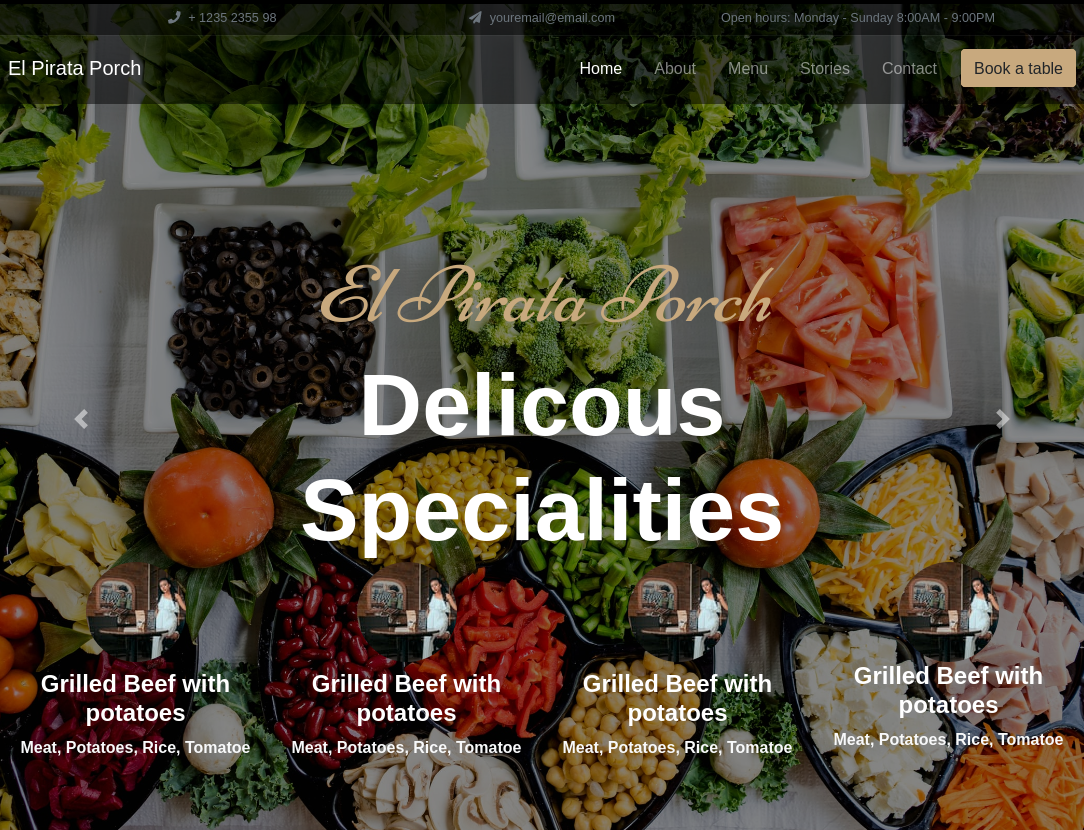 + 1235 2355 98
youremail@email.com
Open hours: Monday - Sunday 8:00AM - 9:00PM
El Pirata Porch
Home
About
Menu
Stories
Contact
Book a table
El Pirata Porch
Delicous
Specialities
Grilled Beef with
potatoes
Meat, Potatoes, Rice, Tomatoe
Grilled Beef with
potatoes
Meat, Potatoes, Rice, Tomatoe
Grilled Beef with
potatoes
Meat, Potatoes, Rice, Tomatoe
Grilled Beef with
potatoes
Meat, Potatoes, Rice, Tomatoe